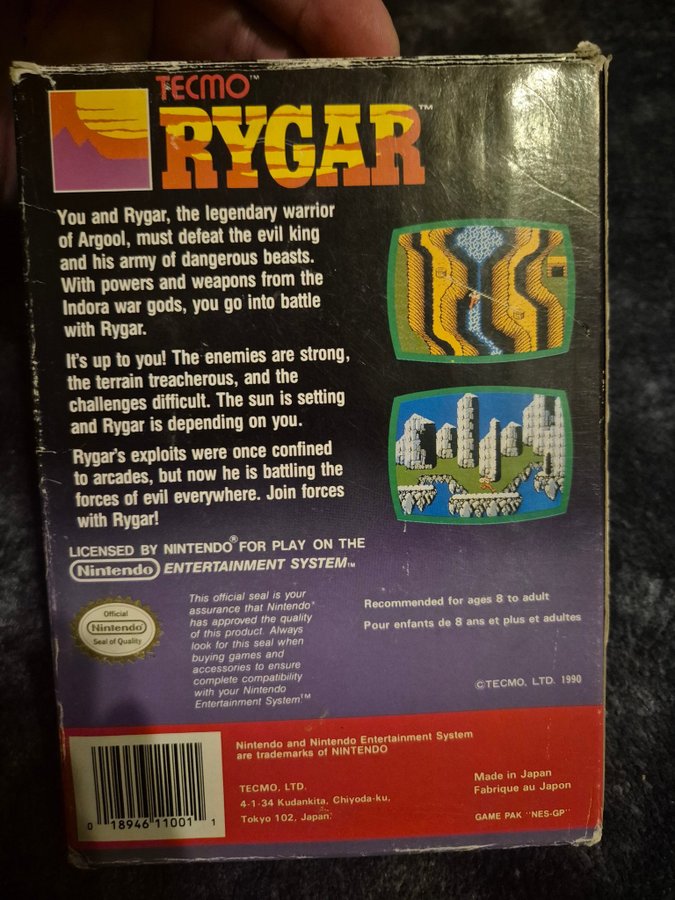 TECMO™
RYGAR™
You and Rygar, the legendary warrior
of Argool, must defeat the evil king
and his army of dangerous beasts.
With powers and weapons from the
Indora war gods, you go into battle
with Rygar.
It's up to you! The enemies are strong,
the terrain treacherous, and the
challenges difficult. The sun is setting
and Rygar is depending on you.
Rygar's exploits were once confined
to arcades, but now he is battling the
forces of evil everywhere. Join forces
with Rygar!
LICENSED BY NINTENDO® FOR PLAY ON THE
Nintendo ENTERTAINMENT SYSTEM™
Official
Nintendo
Seal of Quality
This official seal is your
assurance that Nintendo®
has approved the quality
of this product. Always
look for this seal when
buying games and
accessories to ensure
complete compatibility
with your Nintendo
Entertainment System™
Recommended for ages 8 to adult
Pour enfants de 8 ans et plus et adultes
©TECMO, LTD. 1990
Nintendo and Nintendo Entertainment System
are trademarks of NINTENDO
TECMO, LTD.
4-1-34 Kudankita, Chiyoda-ku,
Tokyo 102, Japan
Made in Japan
Fabrique au Japon
GAME PAK "NES-GP"
0 18946 11001 1